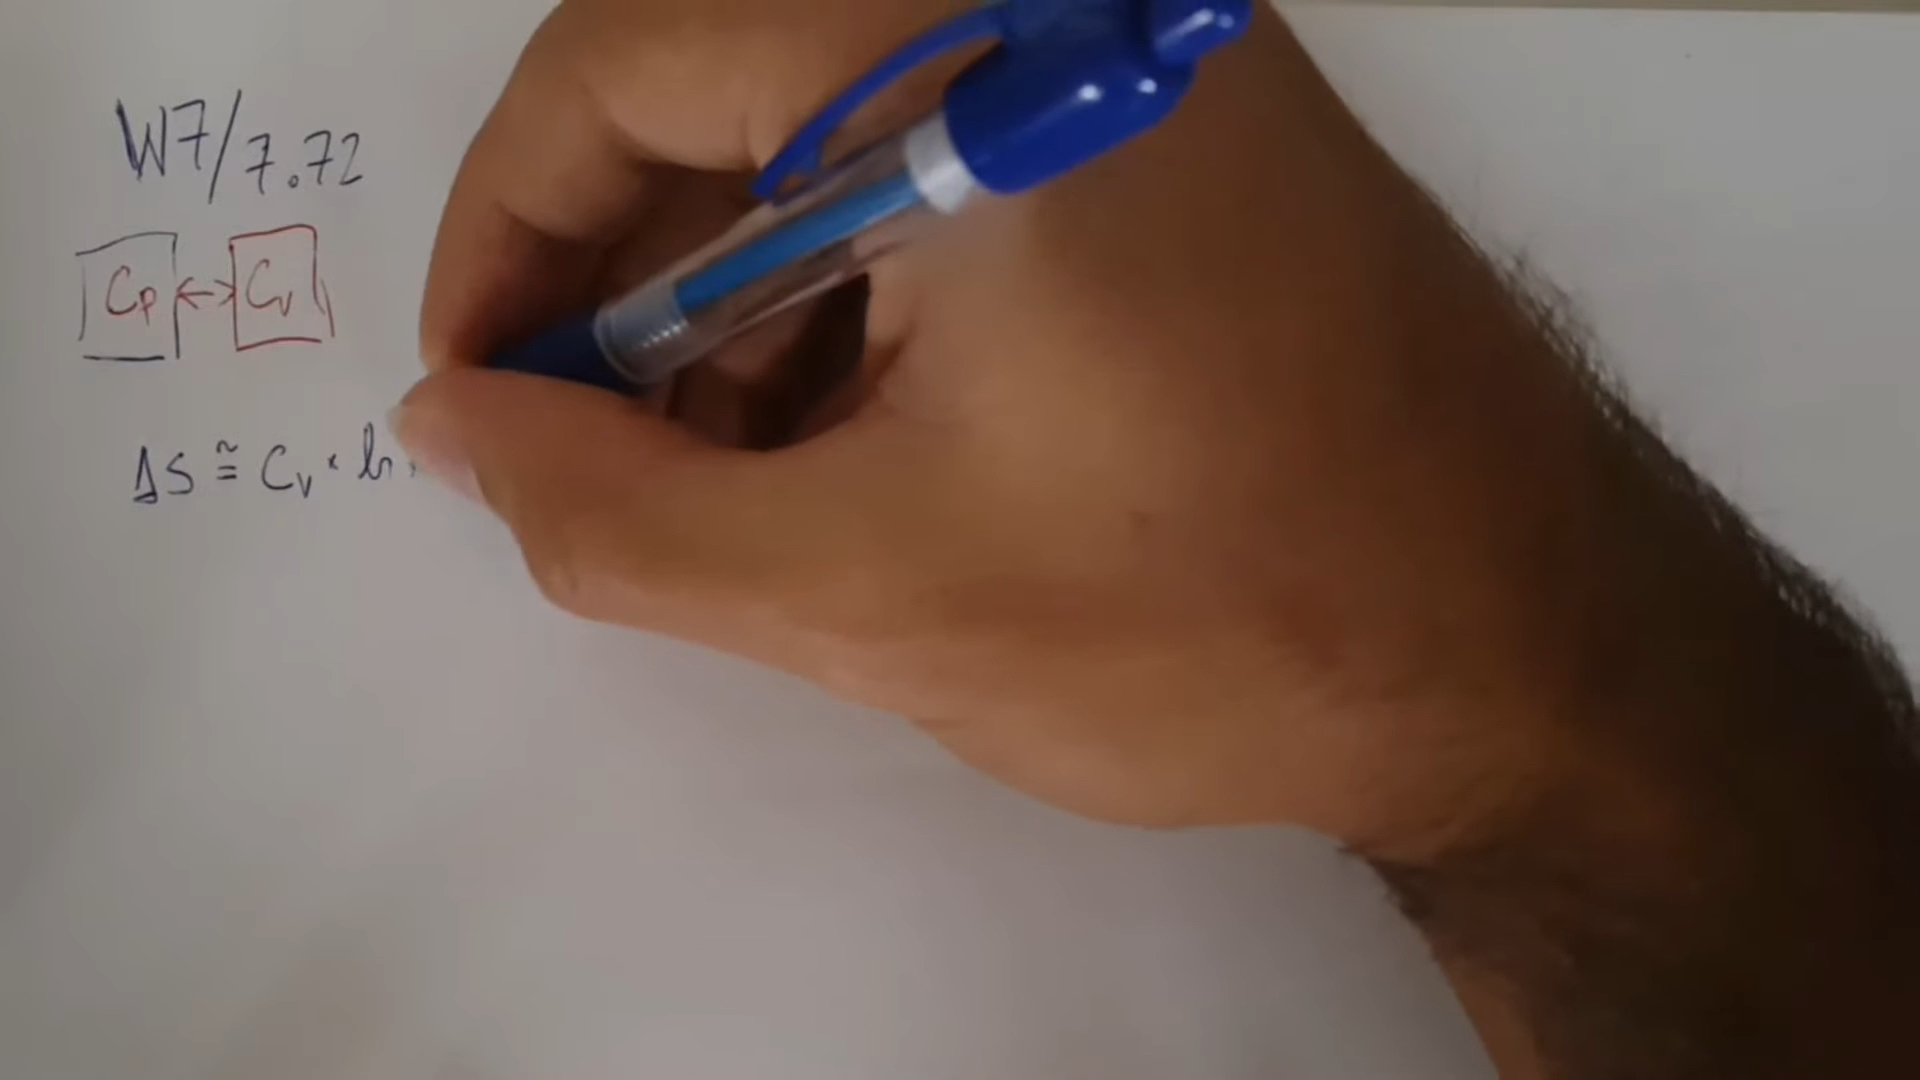 W7/7.72
Cp ↔ Cv
ΔS ≅ Cv × ln